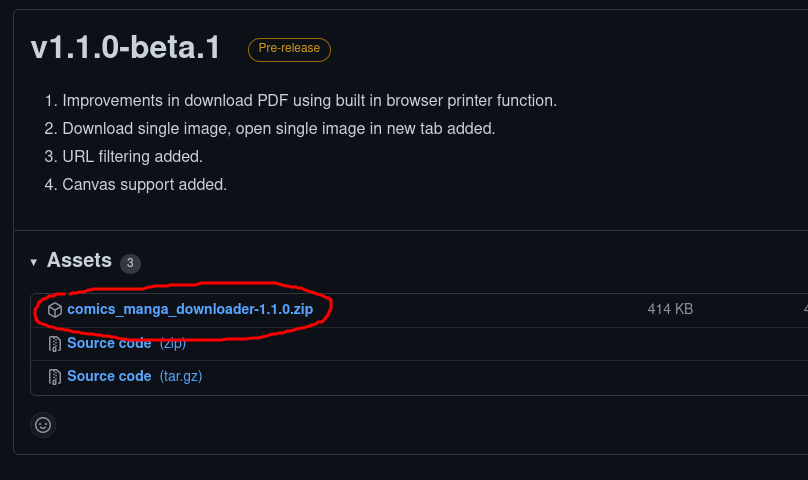 v1.1.0-beta.1 Pre-release
1. Improvements in download PDF using built in browser printer function.
2. Download single image, open single image in new tab added.
3. URL filtering added.
4. Canvas support added.
Assets 3
comics_manga_downloader-1.1.0.zip 414 KB
Source code (zip)
Source code (tar.gz)